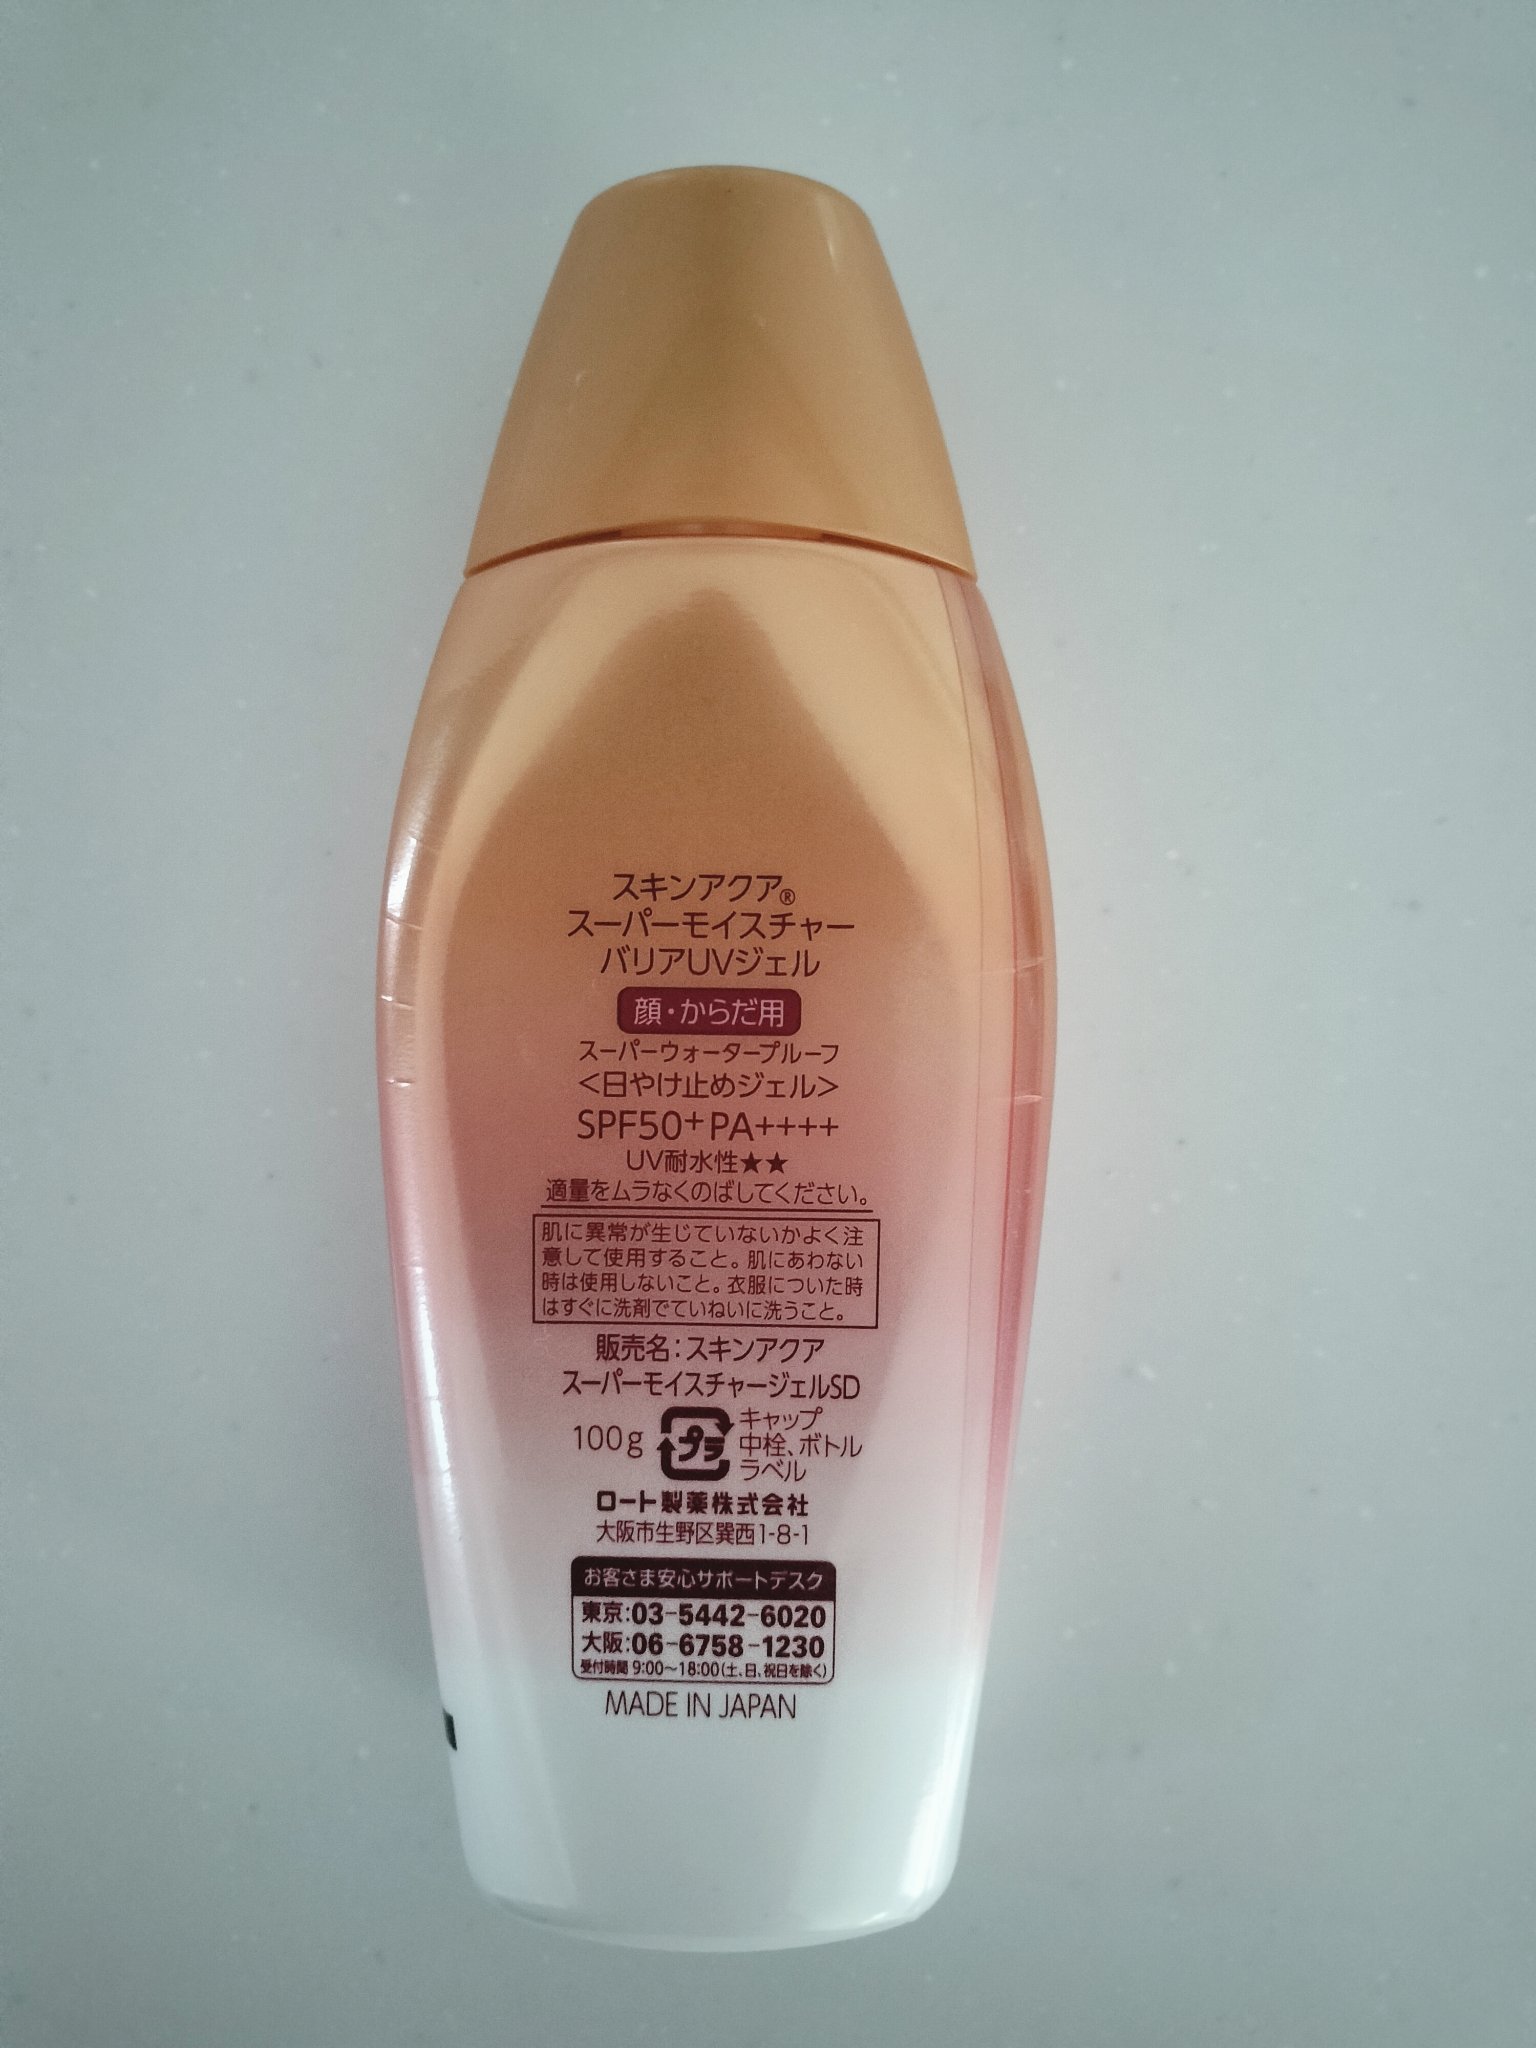 スキンアクア®
スーパーモイスチャー
バリアUVジェル
顔・からだ用
スーパーウォータープルーフ
<日やけ止めジェル>
SPF50+PA++++
UV耐水性★★
適量をムラなくのばしてください。
肌に異常が生じていないかよく注
意して使用すること。肌にあわない
時は使用しないこと。衣服についた時
はすぐに洗剤でていねいに洗うこと。
販売名:スキンアクア
スーパーモイスチャージェルSD
100g プラ キャップ
中栓、ボトル
ラベル
ロート製薬株式会社
大阪市生野区巽西1-8-1
お客さま安心サポートデスク
東京:03-5442-6020
大阪:06-6758-1230
受付時間 9:00~18:00(土、日、祝日を除く)
MADE IN JAPAN